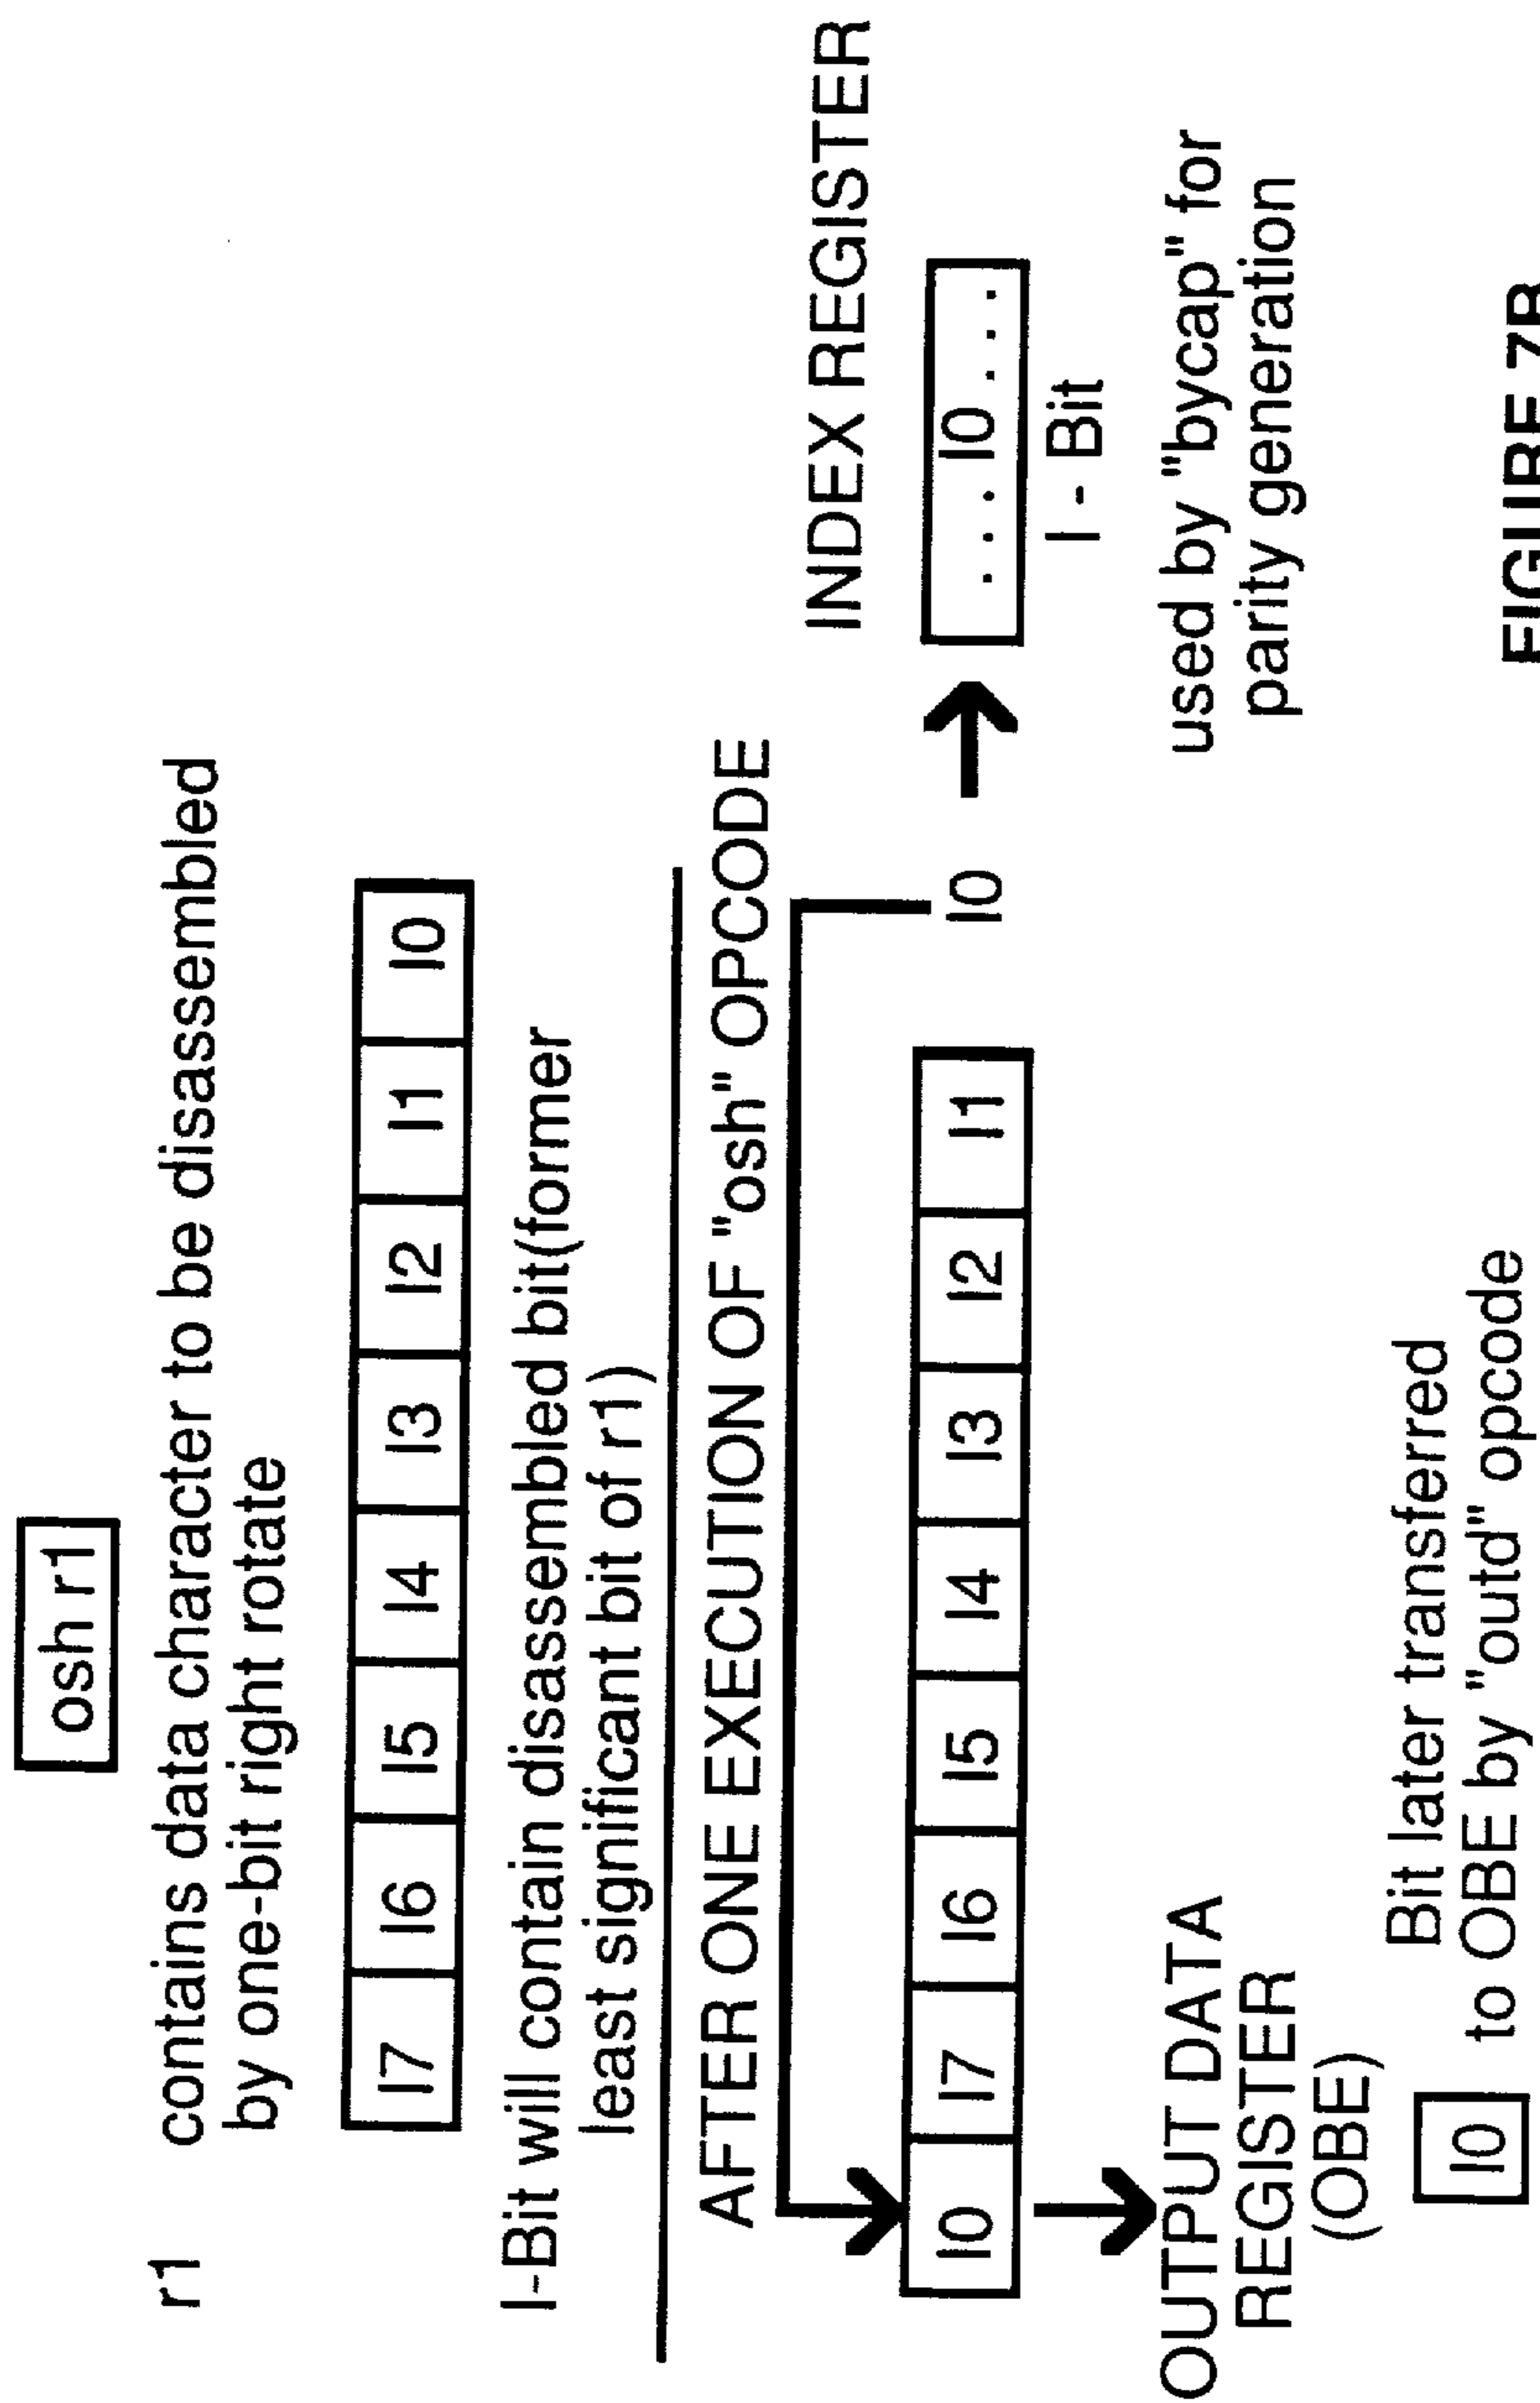 osh r1
r1 contains data character to be disassembled
by one-bit right rotate
I7 I6 I5 I4 I3 I2 I1 I0
I-Bit will contain disassembled bit(former
least significant bit of r1)
AFTER ONE EXECUTION OF "osh" OPCODE
INDEX REGISTER
I0 I7 I6 I5 I4 I3 I2 I1 I0 . . . I0 . . .
I - Bit
OUTPUT DATA
REGISTER
(OBE)
used by "bycap" for
parity generation
I0 Bit later transferred
to OBE by "outd" opcode
FIGURE 7B